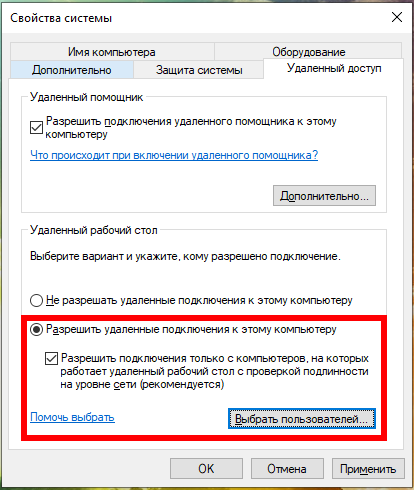 Свойства системы
Имя компьютера
Оборудование
Дополнительно
Защита системы
Удаленный доступ
Удаленный помощник
Разрешить подключения удаленного помощника к этому
компьютеру
Что происходит при включении удаленного помощника?
Дополнительно...
Удаленный рабочий стол
Выберите вариант и укажите, кому разрешено подключение.
Не разрешать удаленные подключения к этому компьютеру
Разрешить удаленные подключения к этому компьютеру
Разрешить подключения только с компьютеров, на которых
работает удаленный рабочий стол с проверкой подлинности
на уровне сети (рекомендуется)
Помочь выбрать
Выбрать пользователей...
ОК
Отмена
Применить